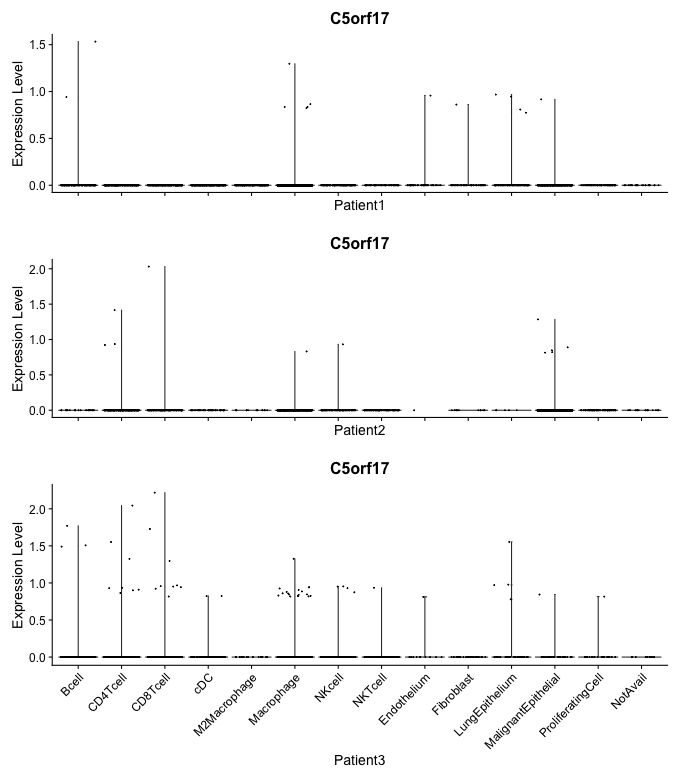 C5orf17
Expression Level
1.5
1.0
0.5
0.0
Patient1
C5orf17
Expression Level
2.0
1.5
1.0
0.5
0.0
Patient2
C5orf17
Expression Level
2.0
1.5
1.0
0.5
0.0
Bcell
CD4Tcell
CD8Tcell
cDC
M2Macrophage
Macrophage
NKcell
NKTcell
Endothelium
Fibroblast
LungEpithelium
MalignantEpithelial
ProliferatingCell
NotAvail
Patient3